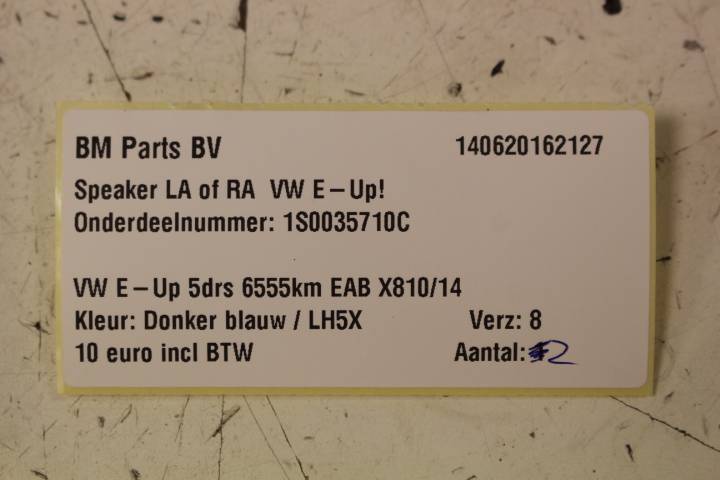 BM Parts BV 140620162127
Speaker LA of RA VW E-Up!
Onderdeelnummer: 1S0035710C
VW E-Up 5drs 6555km EAB X810/14
Kleur: Donker blauw / LH5X Verz: 8
10 euro incl BTW Aantal: 2